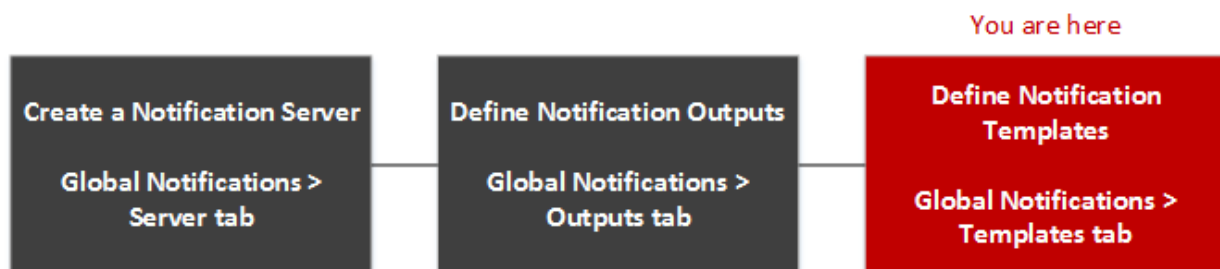 You are here
Create a Notification Server
Global Notifications >
Server tab
Define Notification Outputs
Global Notifications >
Outputs tab
Define Notification
Templates
Global Notifications >
Templates tab